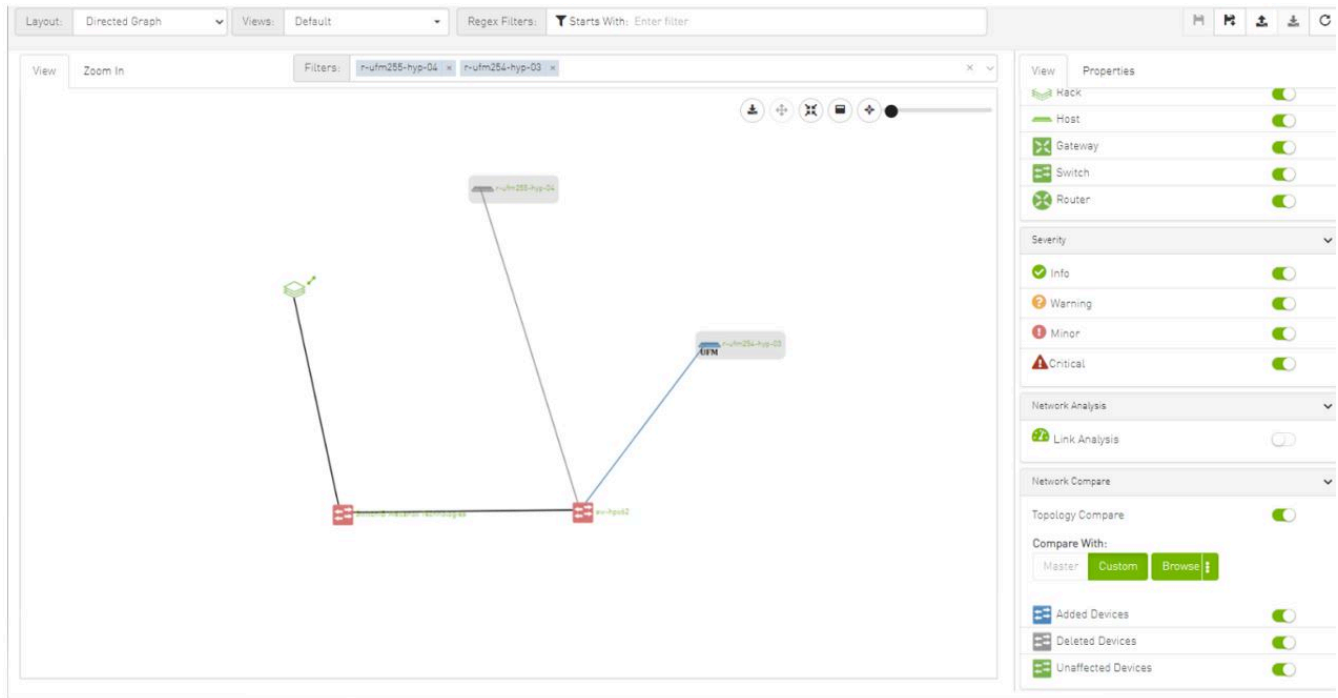 Layout: Directed Graph Views: Default Regex Filters: Starts With: Enter filter
View Zoom In Filters: r-ufm255-hyp-04 × r-ufm254-hyp-03 ×
r-ufm255-hyp-04
r-ufm254-hyp-03
UFM
Technologies
View Properties
Rack
Host
Gateway
Switch
Router
Severity
Info
Warning
Minor
Critical
Network Analysis
Link Analysis
Network Compare
Topology Compare
Compare With:
Master Custom Browse
Added Devices
Deleted Devices
Unaffected Devices